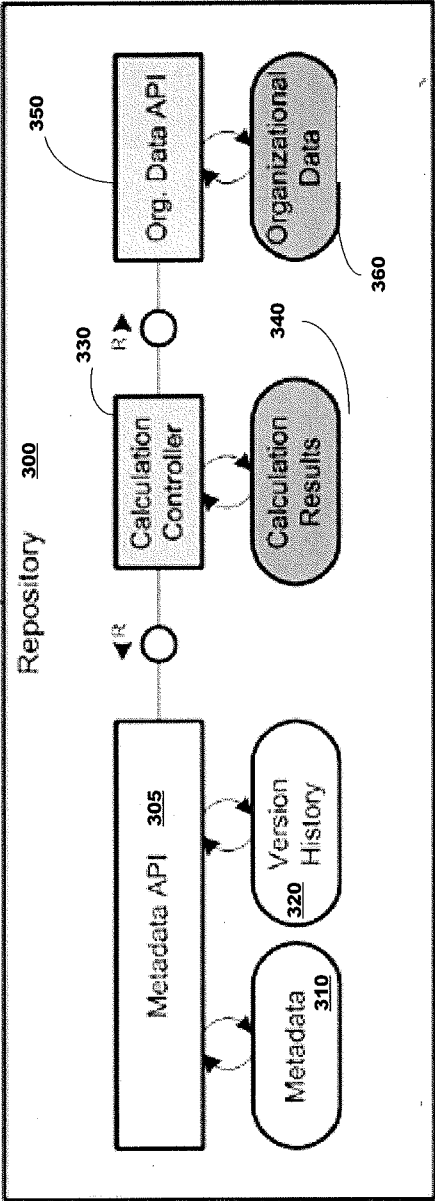 Repository 300
Metadata API 305
Metadata
310
Version
History
320
R
Calculation
Controller
330
Calculation
Results
340
R
Org. Data API
350
Organizational
Data
360